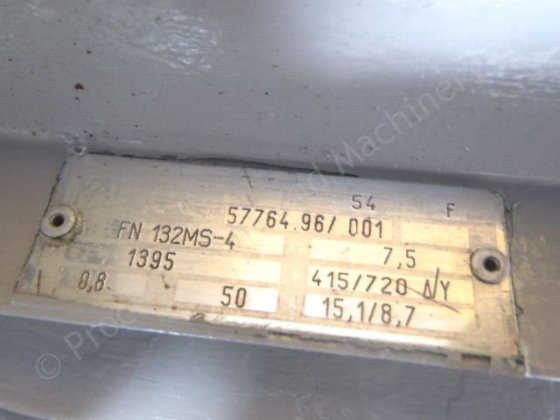 54 F
57764.96/ 001
FN 132MS-4 7,5
1395 415/720 Δ/Y
0,8 50 15,1/8,7